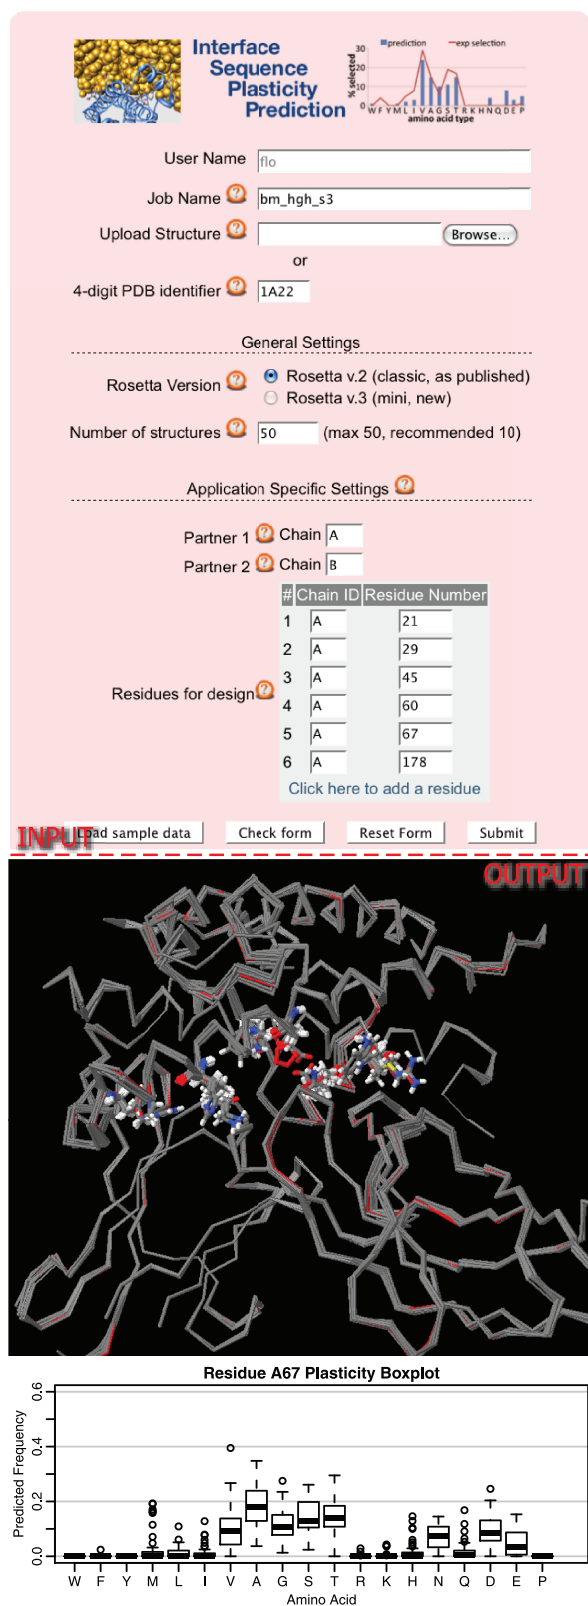 Interface
Sequence
Plasticity
Prediction
prediction exp selection
% selected
30
20
10
0
W F Y M L I V A G S T R K H N Q D E P
amino acid type
User Name flo
Job Name ? bm_hgh_s3
Upload Structure ? Browse...
or
4-digit PDB identifier ? 1A22
General Settings
Rosetta Version ? Rosetta v.2 (classic, as published)
Rosetta v.3 (mini, new)
Number of structures ? 50 (max 50, recommended 10)
Application Specific Settings ?
Partner 1 ? Chain A
Partner 2 ? Chain B
# Chain ID Residue Number
1 A 21
2 A 29
3 A 45
Residues for design ?
4 A 60
5 A 67
6 A 178
Click here to add a residue
INPUT Load sample data Check form Reset Form Submit
OUTPUT
Residue A67 Plasticity Boxplot
Predicted Frequency
0.6
0.4
0.2
0.0
W F Y M L I V A G S T R K H N Q D E P
Amino Acid